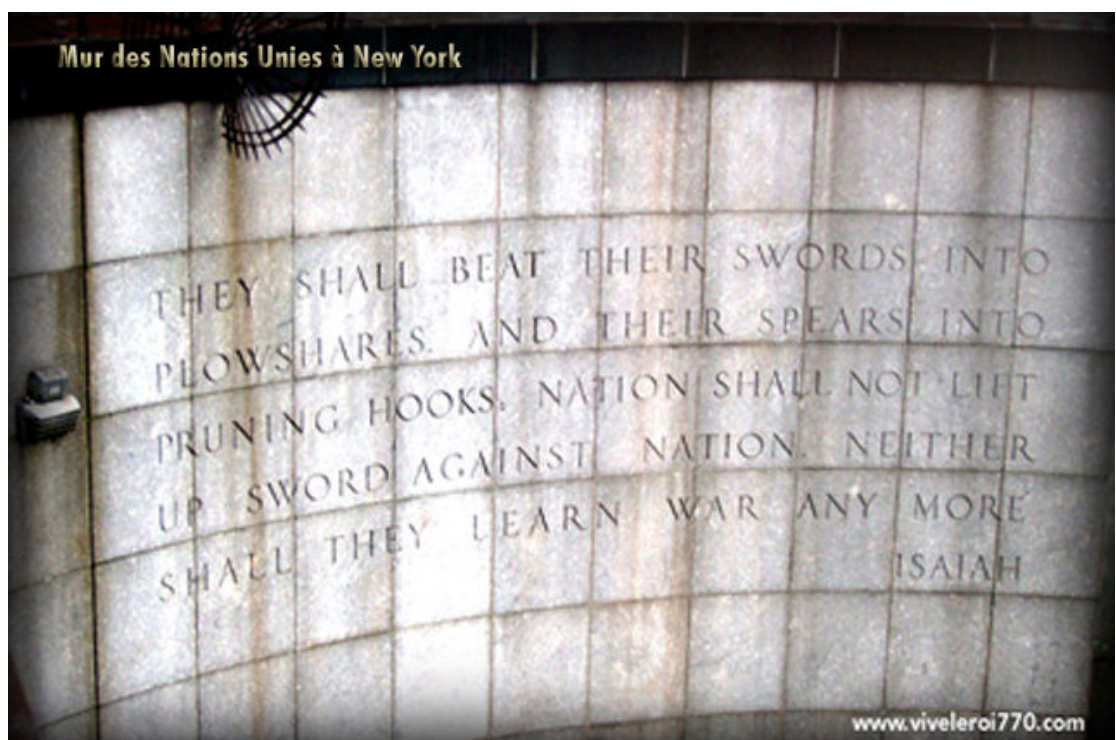 Mur des Nations Unies à New York
THEY SHALL BEAT THEIR SWORDS INTO
PLOWSHARES. AND THEIR SPEARS INTO
PRUNING HOOKS. NATION SHALL NOT LIFT
UP SWORD AGAINST NATION. NEITHER
SHALL THEY LEARN WAR ANY MORE
ISAIAH
www.viveleroi770.com